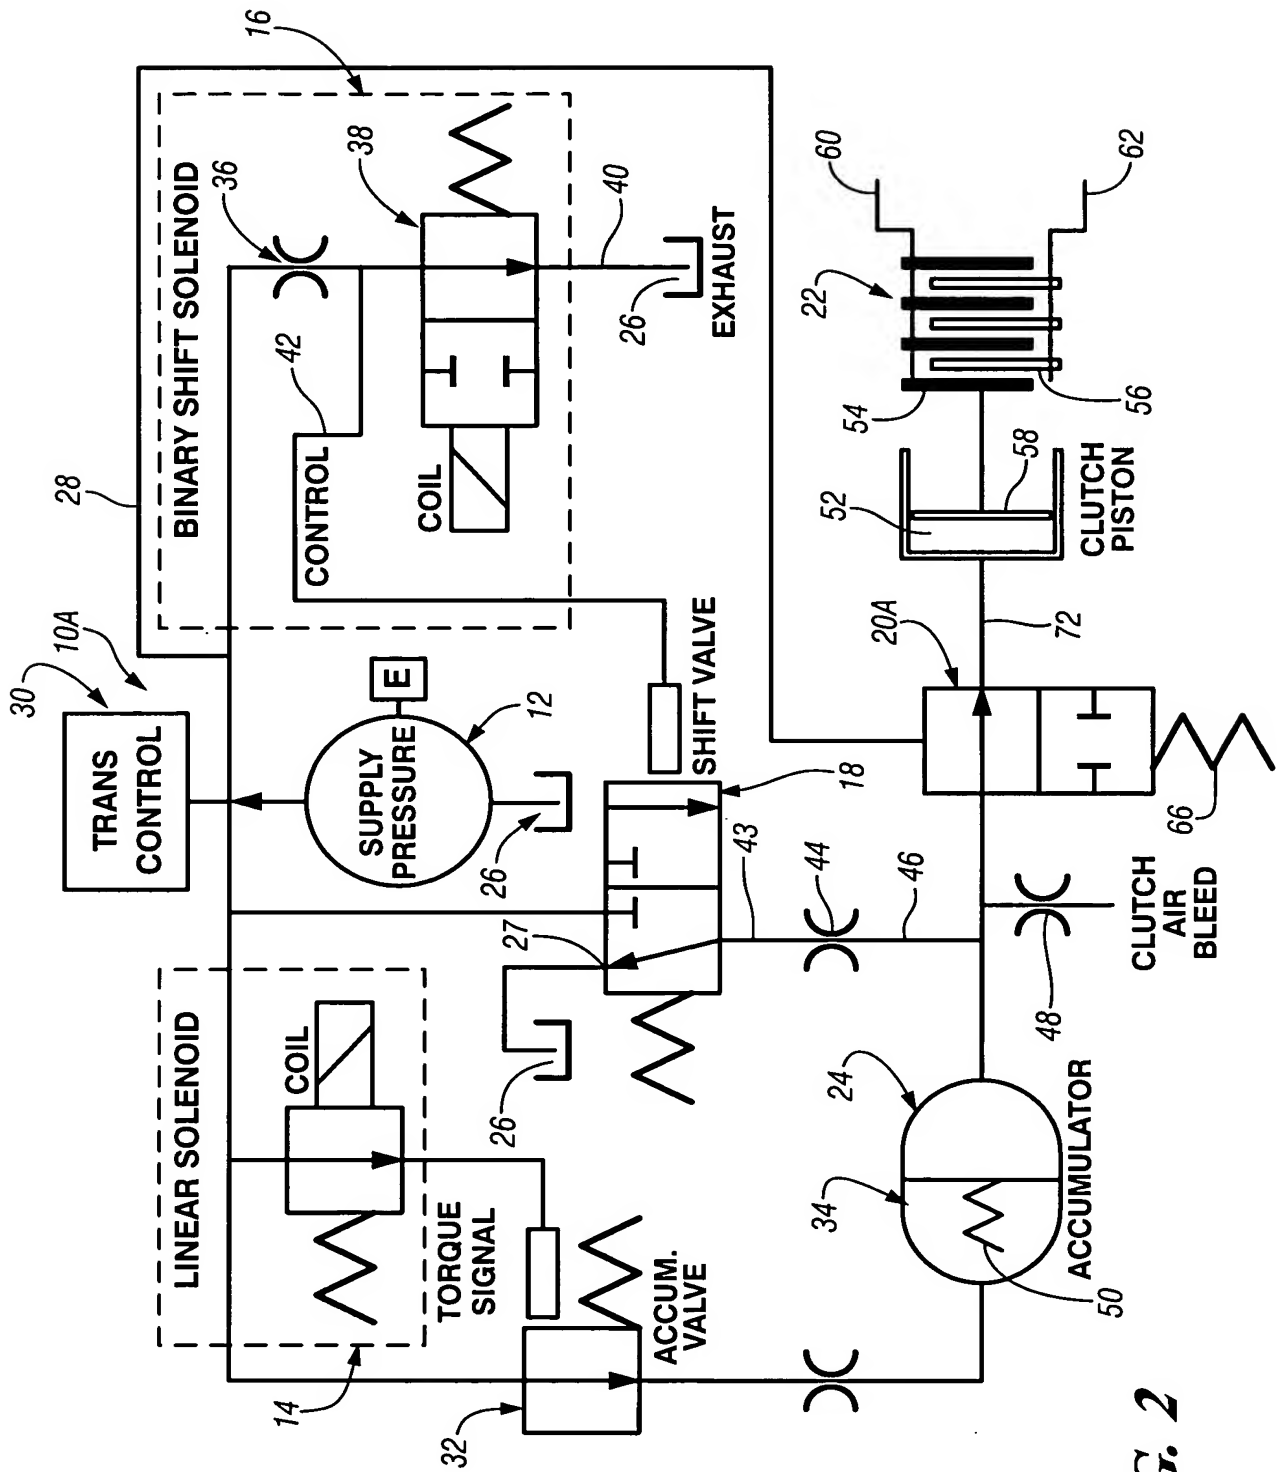 30
10A
28
16
TRANS
CONTROL
LINEAR SOLENOID
BINARY SHIFT SOLENOID
14
COIL
SUPPLY
PRESSURE
E
12
36
42
CONTROL
38
COIL
TORQUE
SIGNAL
26
26
27
40
26
EXHAUST
32
ACCUM.
VALVE
SHIFT VALVE
18
43
44
46
34
24
50
ACCUMULATOR
48
CLUTCH
AIR
BLEED
20A
66
72
52
58
CLUTCH
PISTON
54
56
22
60
62
G. 2